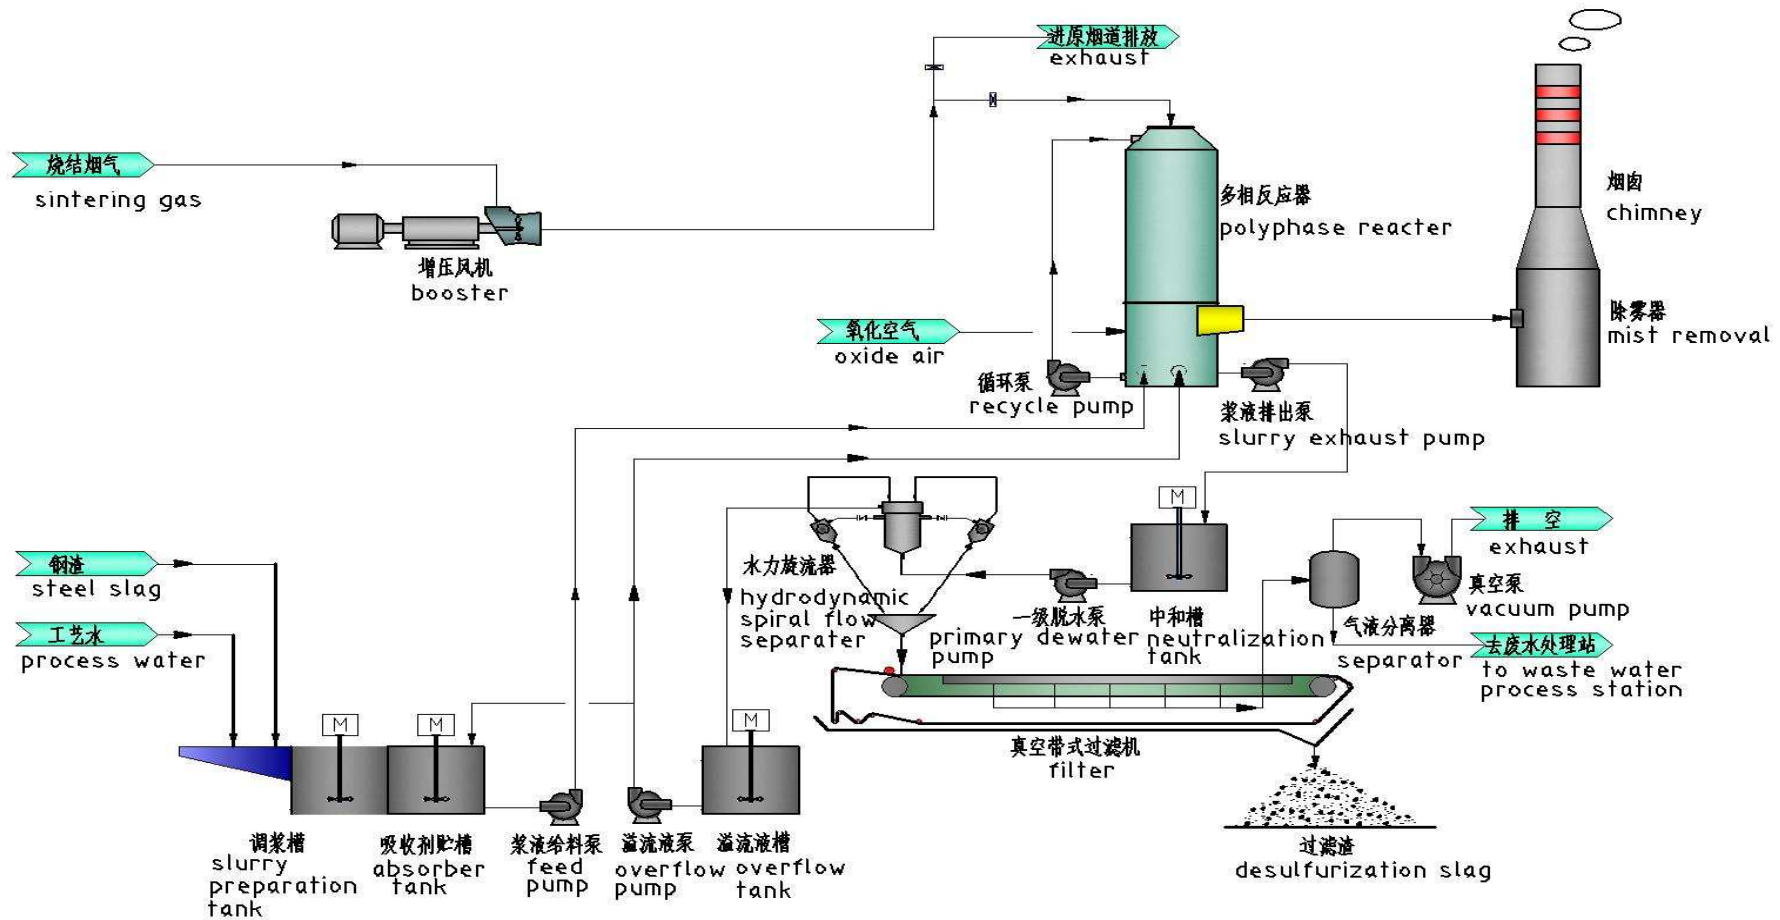 进原烟道排放
exhaust
烧结烟气
sintering gas
增压风机
booster
多相反应器
polyphase reacter
烟囱
chimney
氧化空气
oxide air
除雾器
mist removal
循环泵
recycle pump
浆液排出泵
slurry exhaust pump
M
排 空
exhaust
钢渣
steel slag
水力旋流器
hydrodynamic
spiral flow
separater
一级脱水泵
primary dewater
pump
中和槽
neutralization
tank
气液分离器
separator
真空泵
vacuum pump
工艺水
process water
去废水处理站
to waste water
process station
M
M
M
真空带式过滤机
filter
调浆槽
slurry
preparation
tank
吸收剂贮槽
absorber
tank
浆液给料泵
feed
pump
溢流液泵
overflow
pump
溢流液槽
overflow
tank
过滤渣
desulfurization slag